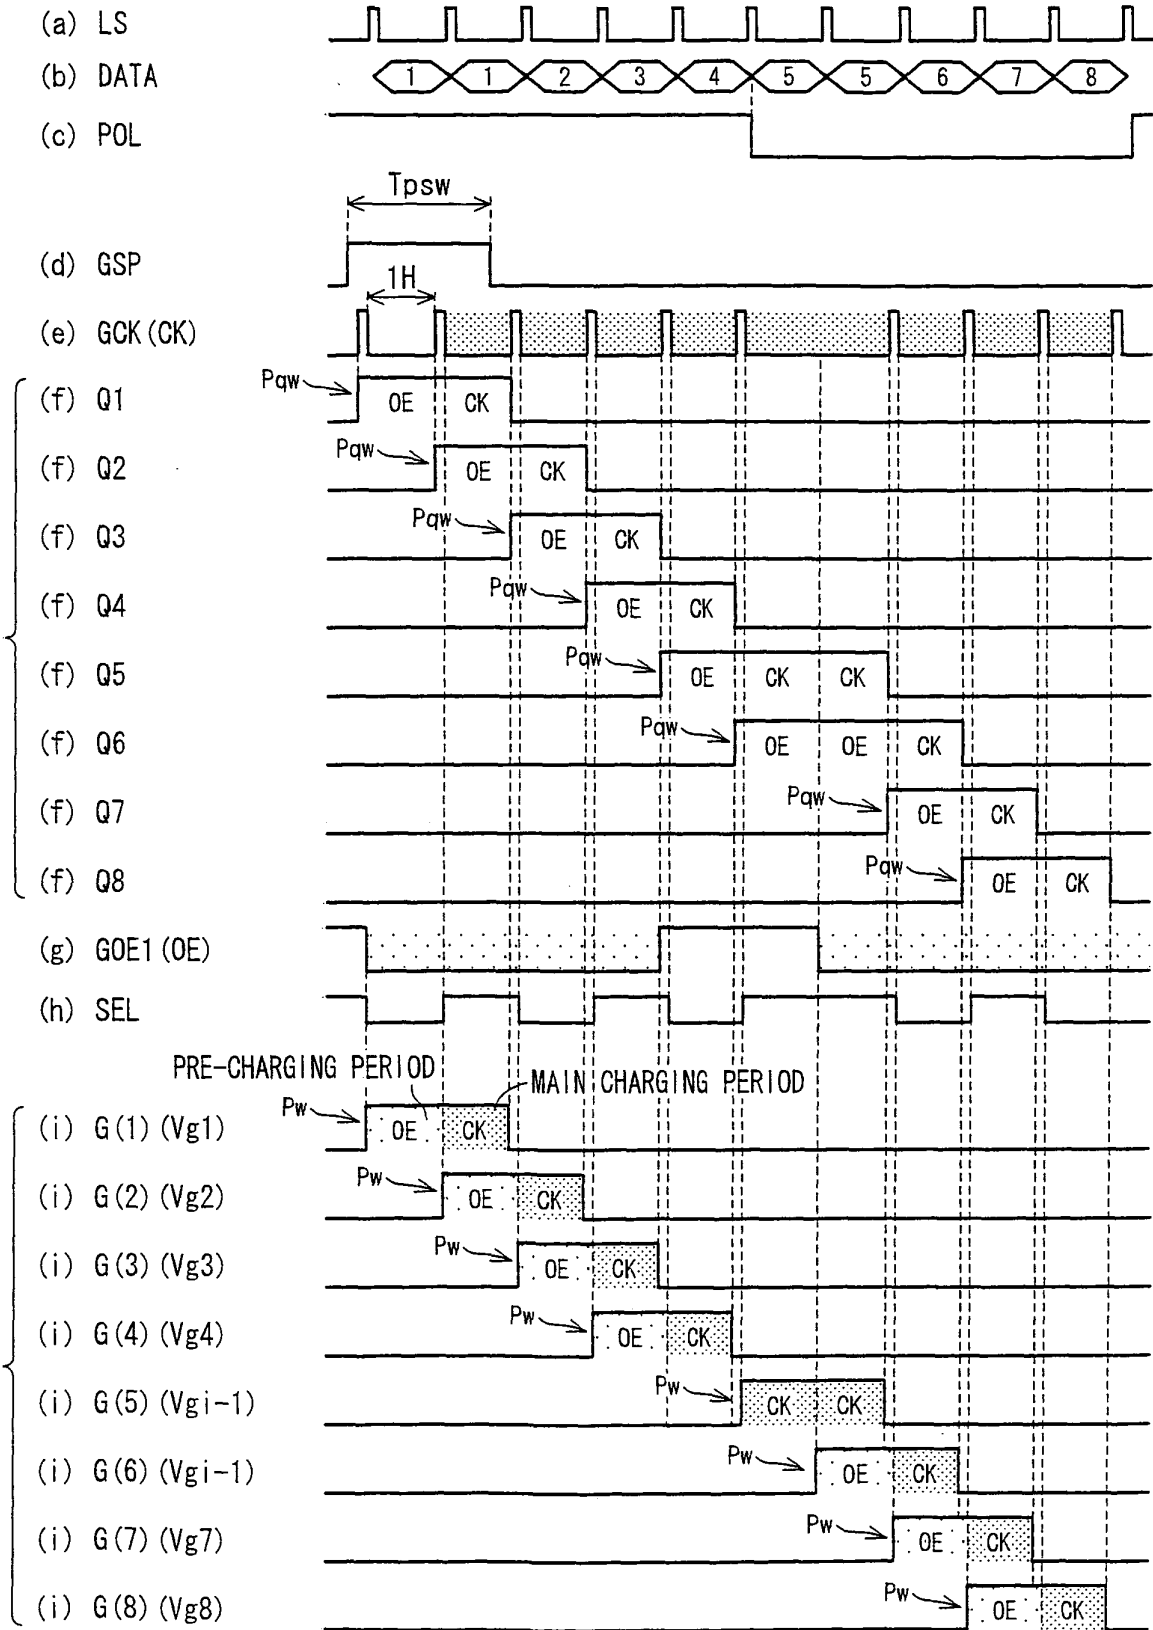 (a) LS
(b) DATA 1 1 2 3 4 5 5 6 7 8
(c) POL
Tpsw
(d) GSP
1H
(e) GCK(CK)
(f) Q1 Pqw OE CK
(f) Q2 Pqw OE CK
(f) Q3 Pqw OE CK
(f) Q4 Pqw OE CK
(f) Q5 Pqw OE CK CK
(f) Q6 Pqw OE OE CK
(f) Q7 Pqw OE CK
(f) Q8 Pqw OE CK
(g) GOE1(OE)
(h) SEL
PRE-CHARGING PERIOD
MAIN CHARGING PERIOD
(i) G(1)(Vg1) Pw OE CK
(i) G(2)(Vg2) Pw OE CK
(i) G(3)(Vg3) Pw OE CK
(i) G(4)(Vg4) Pw OE CK
(i) G(5)(Vgi-1) Pw CK CK
(i) G(6)(Vgi-1) Pw OE CK
(i) G(7)(Vg7) Pw OE CK
(i) G(8)(Vg8) Pw OE CK